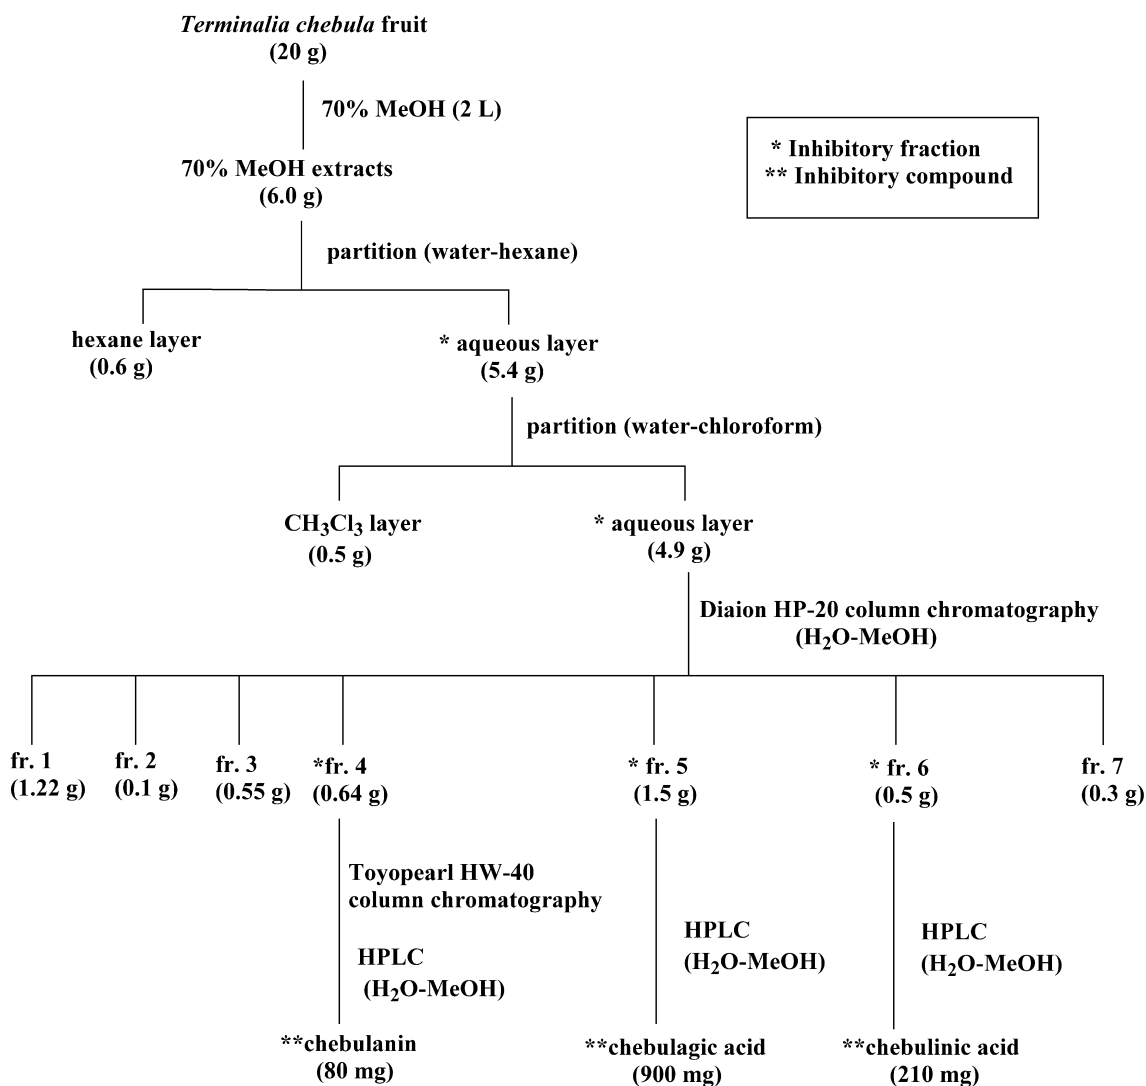 Terminalia chebula fruit
(20 g)
70% MeOH (2 L)
* Inhibitory fraction
** Inhibitory compound
70% MeOH extracts
(6.0 g)
partition (water-hexane)
hexane layer
(0.6 g)
* aqueous layer
(5.4 g)
partition (water-chloroform)
CH3Cl3 layer
(0.5 g)
* aqueous layer
(4.9 g)
Diaion HP-20 column chromatography
(H2O-MeOH)
fr. 1
(1.22 g)
fr. 2
(0.1 g)
fr. 3
(0.55 g)
*fr. 4
(0.64 g)
* fr. 5
(1.5 g)
* fr. 6
(0.5 g)
fr. 7
(0.3 g)
Toyopearl HW-40
column chromatography
HPLC
(H2O-MeOH)
HPLC
(H2O-MeOH)
HPLC
(H2O-MeOH)
**chebulanin
(80 mg)
**chebulagic acid
(900 mg)
**chebulinic acid
(210 mg)